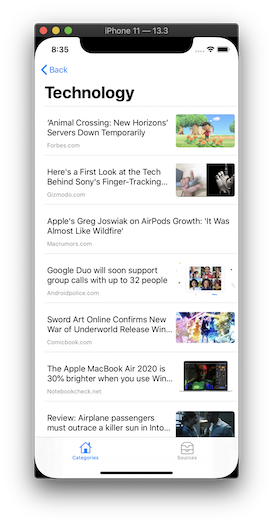 iPhone 11 — 13.3
8:35
Back
Technology
'Animal Crossing: New Horizons'
Servers Down Temporarily
Forbes.com
Here's a First Look at the Tech
Behind Sony's Finger-Tracking...
Gizmodo.com
Apple's Greg Joswiak on AirPods Growth: 'It Was
Almost Like Wildfire'
Macrumors.com
Google Duo will soon support
group calls with up to 32 people
Androidpolice.com
Sword Art Online Confirms New
War of Underworld Release Win...
Comicbook.com
The Apple MacBook Air 2020 is
30% brighter when you use Win...
Notebookcheck.net
Review: Airplane passengers
must outrace a killer sun in Into...
Categories
Sources